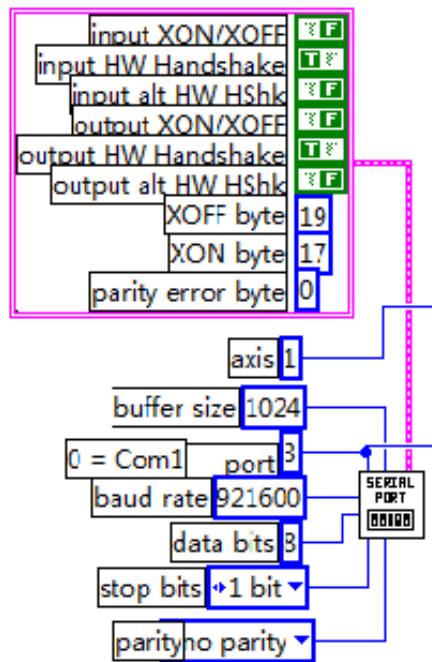 input XON/XOFF F
input HW Handshake T
input alt HW HShk F
output XON/XOFF F
output HW Handshake T
output alt HW HShk F
XOFF byte 19
XON byte 17
parity error byte 0
axis 1
buffer size 1024
0 = Com1 port 3
SERIAL
PORT
baud rate 921600
data bits 8
stop bits 1 bit
parity no parity